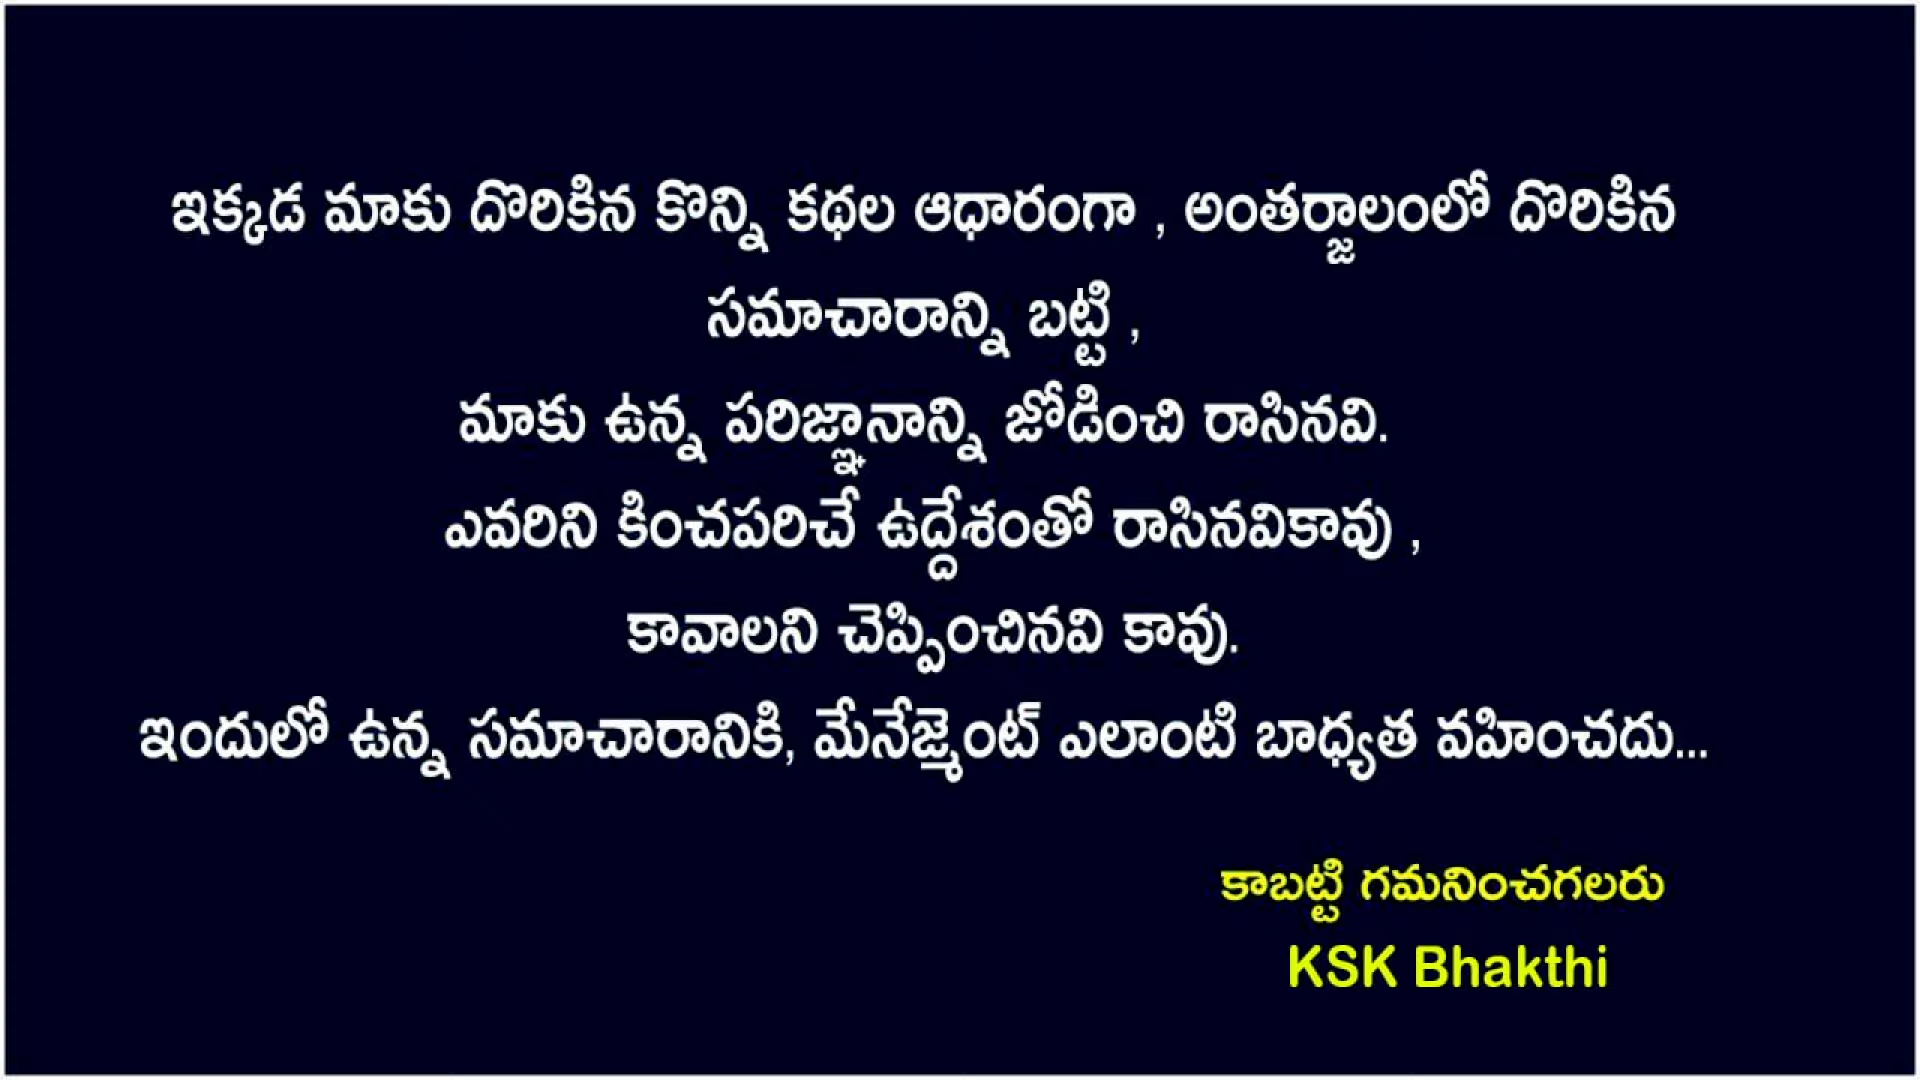 ఇక్కడ మాకు దొరికిన కొన్ని కథల ఆధారంగా , అంతర్జాలంలో దొరికిన
సమాచారాన్ని బట్టి ,
మాకు ఉన్న పరిజ్ఞానాన్ని జోడించి రాసినవి.
ఎవరిని కించపరిచే ఉద్దేశంతో రాసినవికావు ,
కావాలని చెప్పించినవి కావు.
ఇందులో ఉన్న సమాచారానికి, మేనేజ్మెంట్ ఎలాంటి బాధ్యత వహించదు...
కాబట్టి గమనించగలరు
KSK Bhakthi